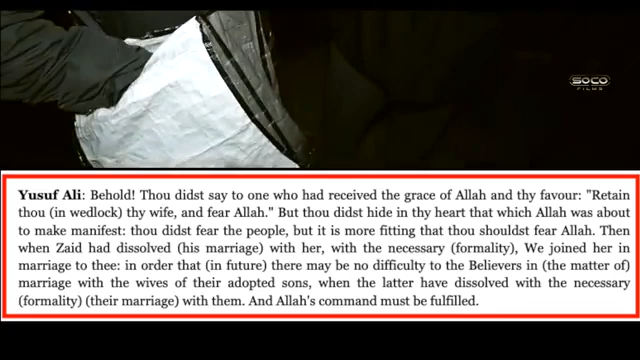 SOCO
FILMS
Yusuf Ali: Behold! Thou didst say to one who had received the grace of Allah and thy favour: "Retain
thou (in wedlock) thy wife, and fear Allah." But thou didst hide in thy heart that which Allah was about
to make manifest: thou didst fear the people, but it is more fitting that thou shouldst fear Allah. Then
when Zaid had dissolved (his marriage) with her, with the necessary (formality), We joined her in
marriage to thee: in order that (in future) there may be no difficulty to the Believers in (the matter of)
marriage with the wives of their adopted sons, when the latter have dissolved with the necessary
(formality) (their marriage) with them. And Allah's command must be fulfilled.